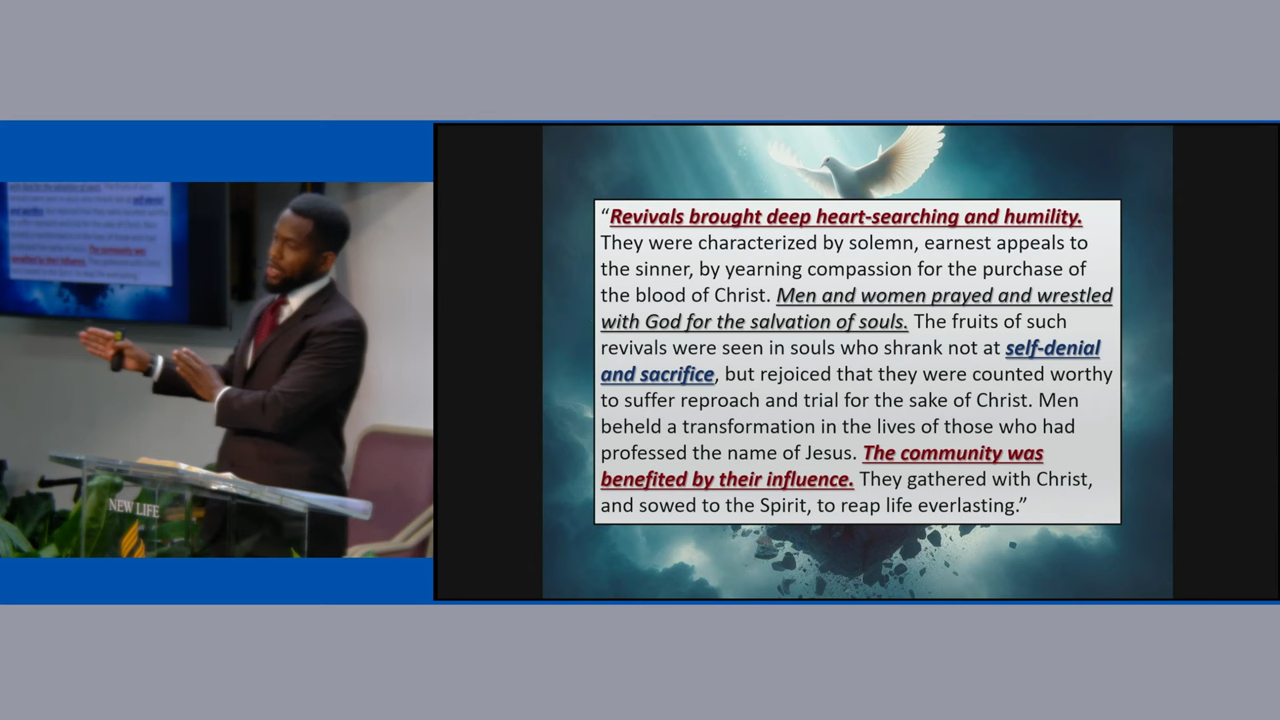 “Revivals brought deep heart-searching and humility.
They were characterized by solemn, earnest appeals to
the sinner, by yearning compassion for the purchase of
the blood of Christ. Men and women prayed and wrestled
with God for the salvation of souls. The fruits of such
revivals were seen in souls who shrank not at self-denial
and sacrifice, but rejoiced that they were counted worthy
to suffer reproach and trial for the sake of Christ. Men
beheld a transformation in the lives of those who had
professed the name of Jesus. The community was
benefited by their influence. They gathered with Christ,
and sowed to the Spirit, to reap life everlasting.”
NEW LIFE